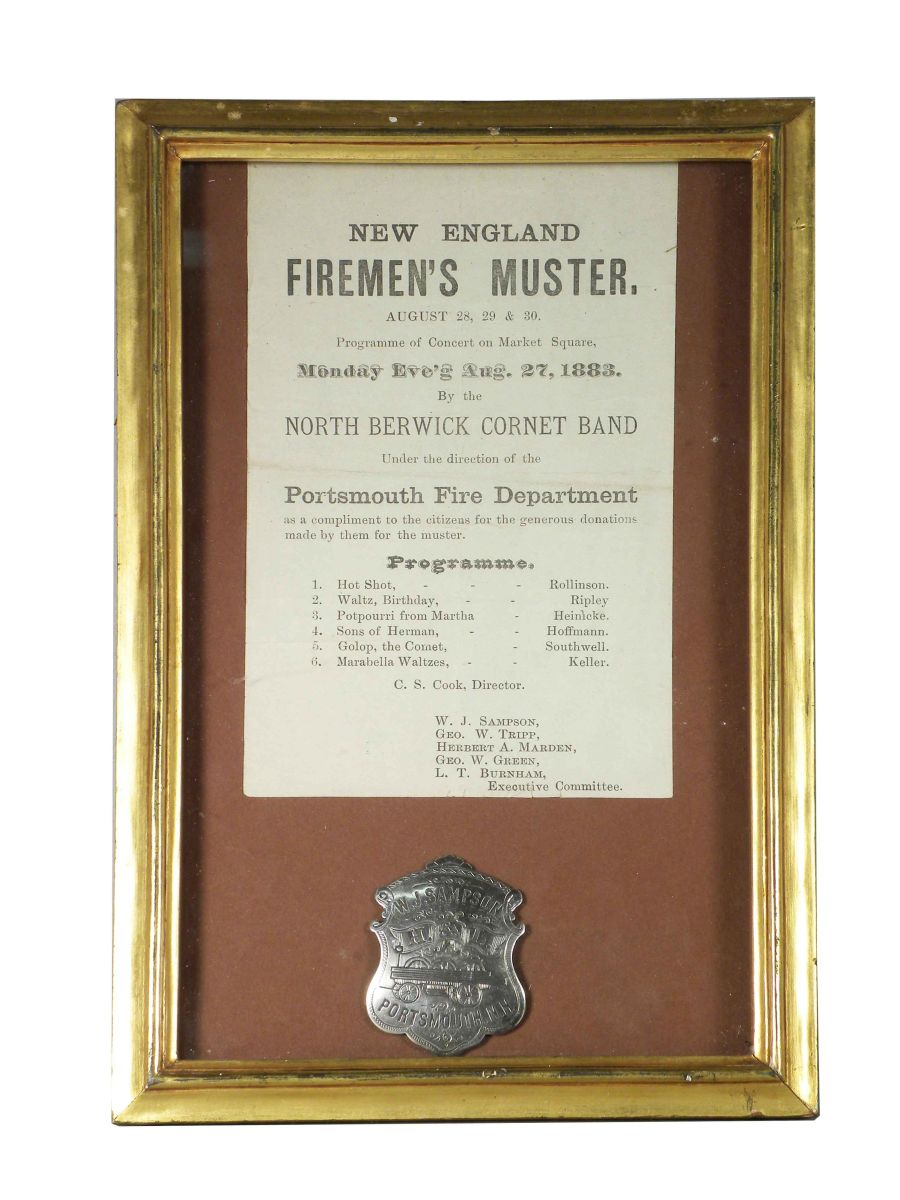 NEW ENGLAND
FIREMEN'S MUSTER.
AUGUST 28, 29 & 30.
Programme of Concert on Market Square,
Monday Eve'g Aug. 27, 1883.
By the
NORTH BERWICK CORNET BAND
Under the direction of the
Portsmouth Fire Department
as a compliment to the citizens for the generous donations
made by them for the muster.
Programme.
1. Hot Shot, - - - Rollinson.
2. Waltz, Birthday, - - Ripley
3. Potpourri from Martha - Heinicke.
4. Sons of Herman, - - Hoffmann.
5. Golop, the Comet, - Southwell.
6. Marabella Waltzes, - - Keller.
C. S. Cook, Director.
W. J. SAMPSON,
GEO. W. TRIPP,
HERBERT A. MARDEN,
GEO. W. GREEN,
L. T. BURNHAM,
Executive Committee.
W.J. SAMPSON
PORTSMOUTH, N.H.